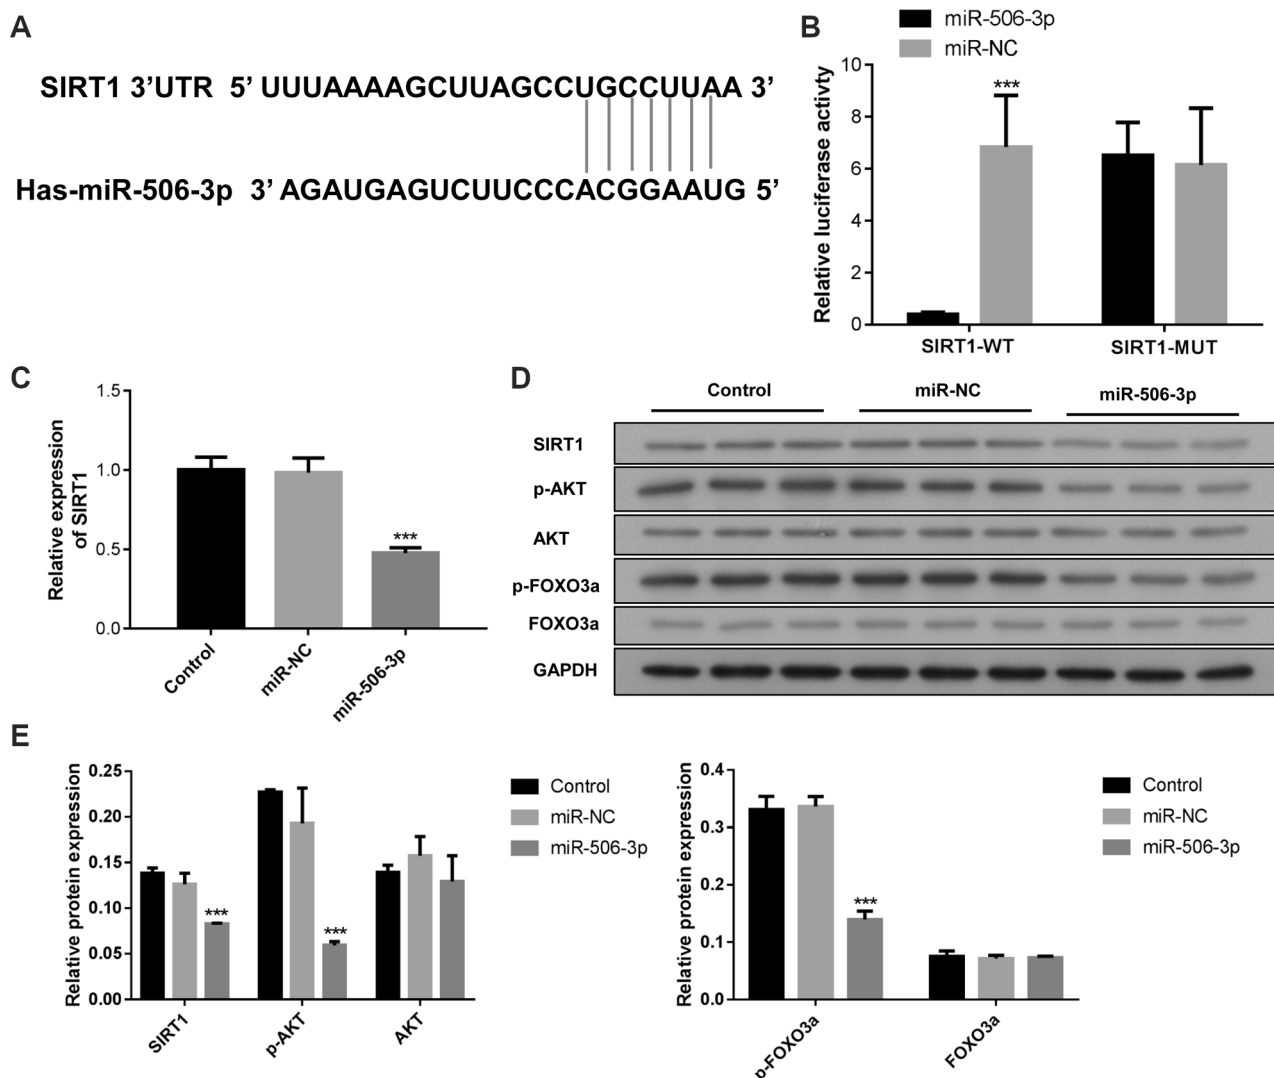 A
SIRT1 3’UTR 5’ UUUAAAAGCUUAGCCUGCCUUAA 3’
Has-miR-506-3p 3’ AGAUGAGUCUUCCCACGGAAUG 5’
B
miR-506-3p
miR-NC
Relative luciferase activty
10
8
6
4
2
0
***
SIRT1-WT
SIRT1-MUT
C
Relative expression
of SIRT1
1.5
1.0
0.5
0.0
***
Control
miR-NC
miR-506-3p
D
Control
miR-NC
miR-506-3p
SIRT1
p-AKT
AKT
p-FOXO3a
FOXO3a
GAPDH
E
Relative protein expression
0.25
0.20
0.15
0.10
0.05
0.00
***
***
SIRT1
p-AKT
AKT
Control
miR-NC
miR-506-3p
Relative protein expression
0.4
0.3
0.2
0.1
0.0
***
p-FOXO3a
FOXO3a
Control
miR-NC
miR-506-3p